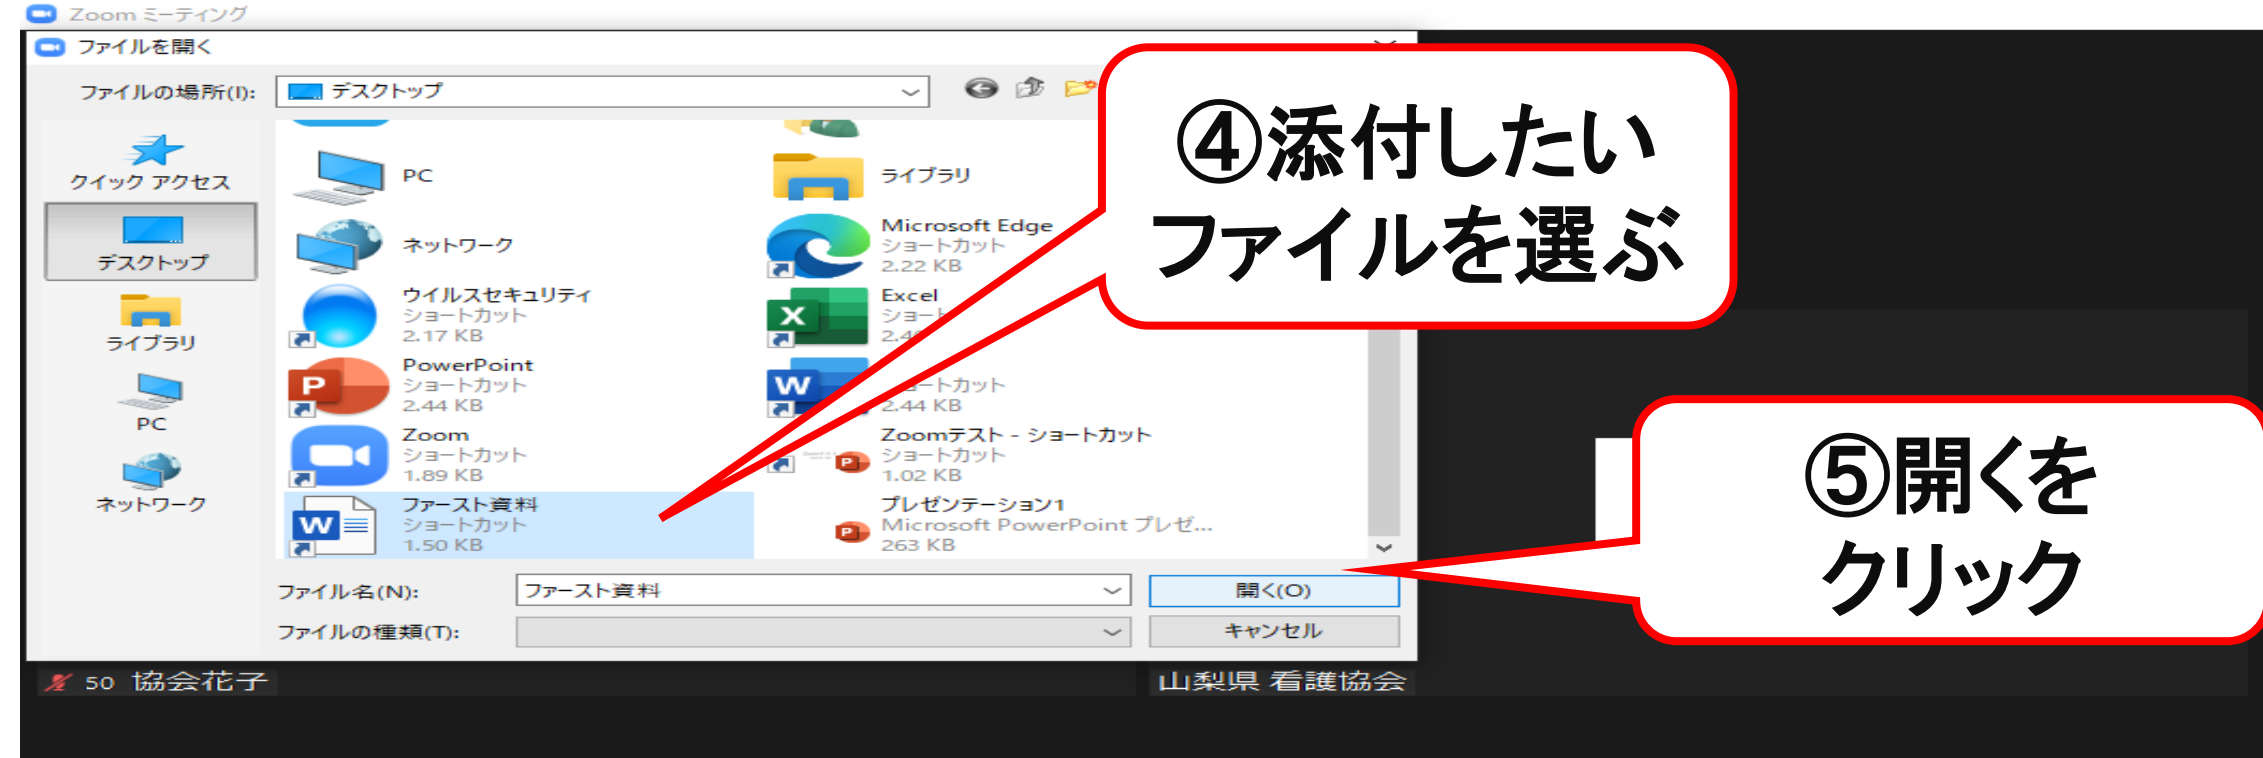 Zoom ミーティング
ファイルを開く
ファイルの場所(I):
デスクトップ
④添付したい
ファイルを選ぶ
クイック アクセス
デスクトップ
ライブラリ
PC
ネットワーク
PC
ライブラリ
ネットワーク
Microsoft Edge
ショートカット
2.22 KB
ウイルスセキュリティ
ショートカット
2.17 KB
Excel
PowerPoint
ショートカット
2.44 KB
ートカット
2.44 KB
Zoom
ショートカット
1.89 KB
Zoomテスト - ショートカット
ショートカット
1.02 KB
ファースト資料
ショートカット
1.50 KB
プレゼンテーション1
Microsoft PowerPoint プレゼ...
263 KB
⑤開くを
クリック
ファイル名(N):
ファースト資料
開く(O)
ファイルの種類(T):
キャンセル
50 協会花子
山梨県 看護協会